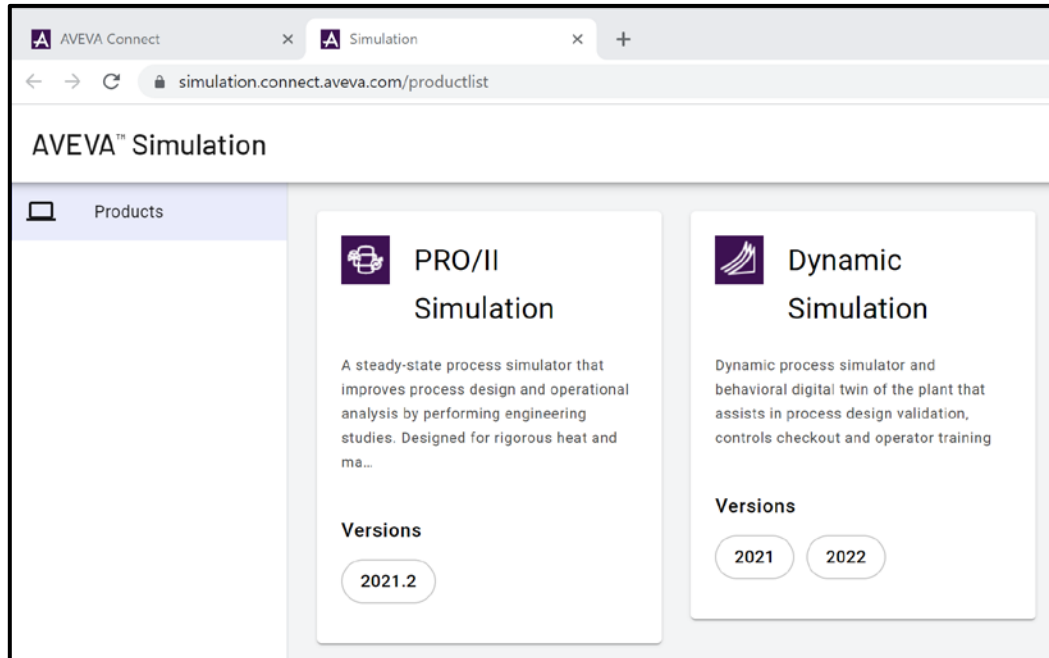 AVEVA Connect
Simulation
simulation.connect.aveva.com/productlist
AVEVA™ Simulation
Products
PRO/II
Simulation
A steady-state process simulator that
improves process design and operational
analysis by performing engineering
studies. Designed for rigorous heat and
ma...
Versions
2021.2
Dynamic
Simulation
Dynamic process simulator and
behavioral digital twin of the plant that
assists in process design validation,
controls checkout and operator training
Versions
2021
2022